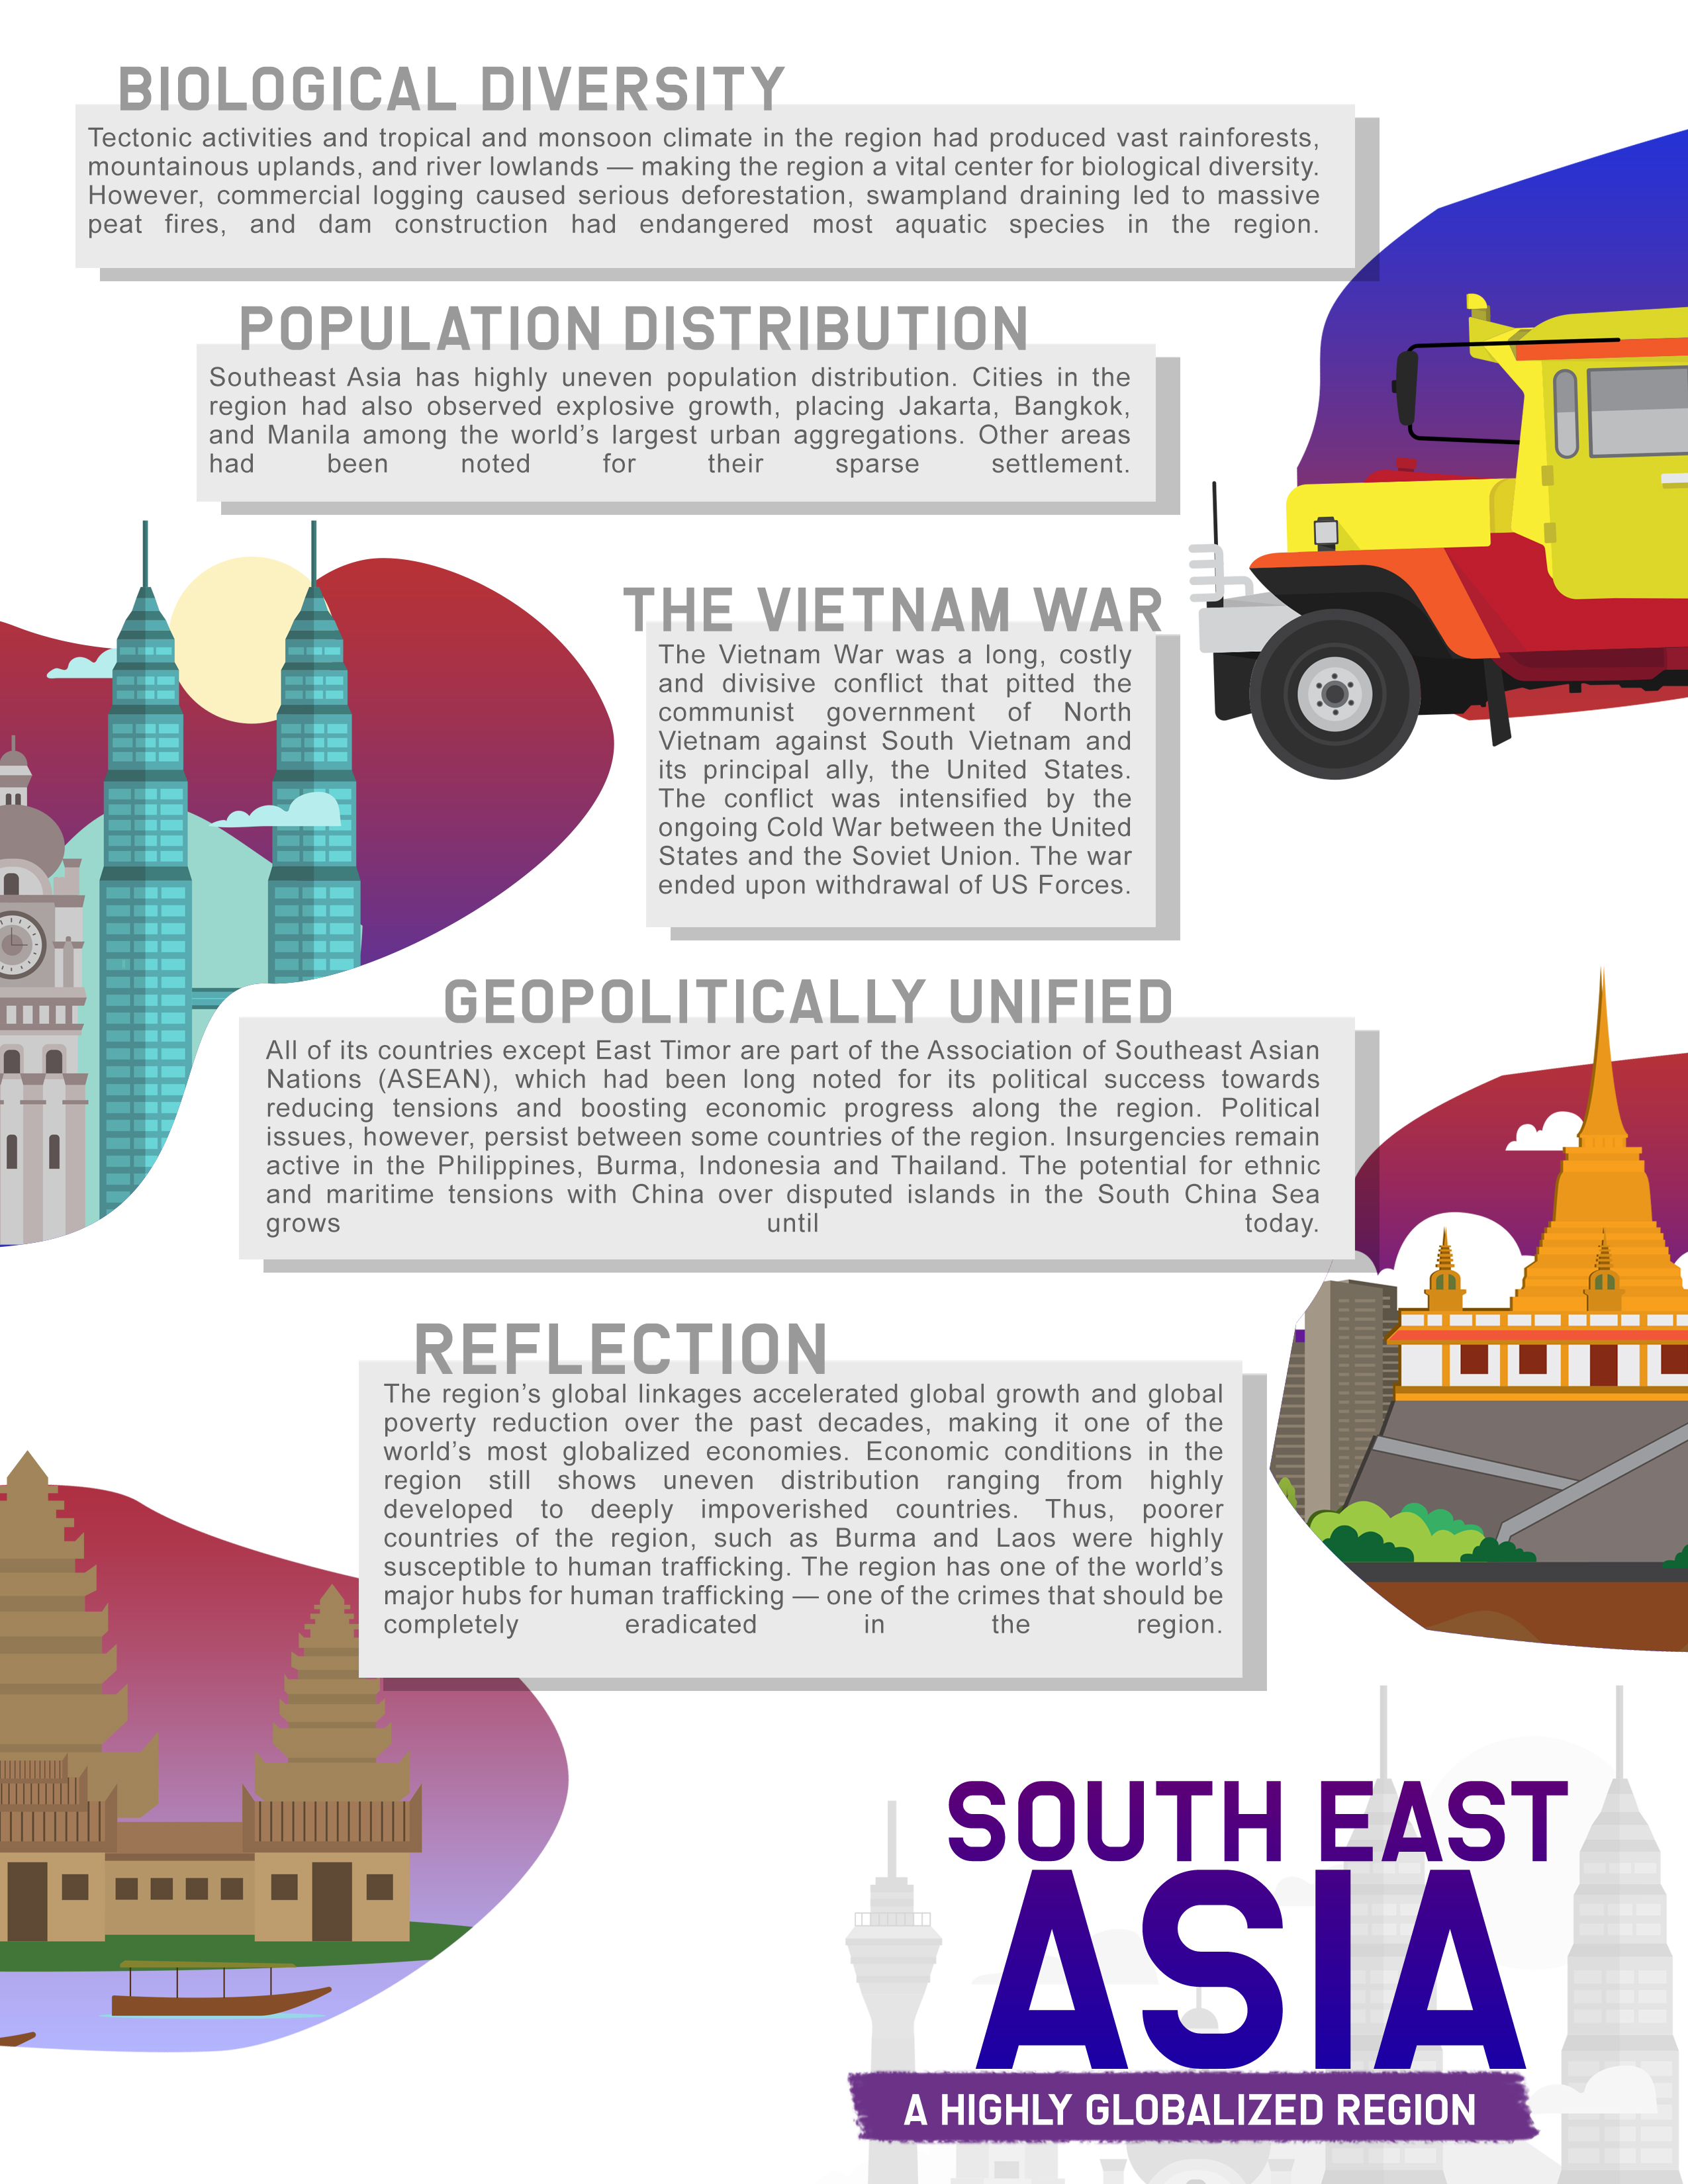 BIOLOGICAL DIVERSITY
Tectonic activities and tropical and monsoon climate in the region had produced vast rainforests,
mountainous uplands, and river lowlands — making the region a vital center for biological diversity.
However, commercial logging caused serious deforestation, swampland draining led to massive
peat fires, and dam construction had endangered most aquatic species in the region.
POPULATION DISTRIBUTION
Southeast Asia has highly uneven population distribution. Cities in the
region had also observed explosive growth, placing Jakarta, Bangkok,
and Manila among the world’s largest urban aggregations. Other areas
had been noted for their sparse settlement.
THE VIETNAM WAR
The Vietnam War was a long, costly
and divisive conflict that pitted the
communist government of North
Vietnam against South Vietnam and
its principal ally, the United States.
The conflict was intensified by the
ongoing Cold War between the United
States and the Soviet Union. The war
ended upon withdrawal of US Forces.
GEOPOLITICALLY UNIFIED
All of its countries except East Timor are part of the Association of Southeast Asian
Nations (ASEAN), which had been long noted for its political success towards
reducing tensions and boosting economic progress along the region. Political
issues, however, persist between some countries of the region. Insurgencies remain
active in the Philippines, Burma, Indonesia and Thailand. The potential for ethnic
and maritime tensions with China over disputed islands in the South China Sea
grows until today.
REFLECTION
The region’s global linkages accelerated global growth and global
poverty reduction over the past decades, making it one of the
world’s most globalized economies. Economic conditions in the
region still shows uneven distribution ranging from highly
developed to deeply impoverished countries. Thus, poorer
countries of the region, such as Burma and Laos were highly
susceptible to human trafficking. The region has one of the world’s
major hubs for human trafficking — one of the crimes that should be
completely eradicated in the region.
SOUTH EAST
ASIA
A HIGHLY GLOBALIZED REGION